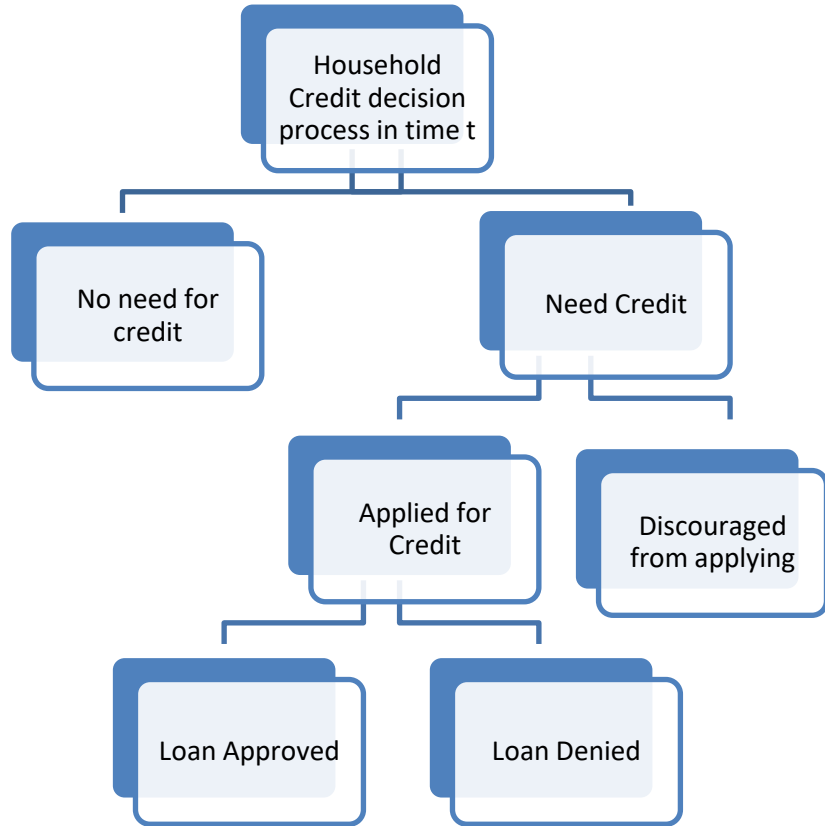 Household
Credit decision
process in time t
No need for
credit
Need Credit
Applied for
Credit
Discouraged
from applying
Loan Approved
Loan Denied